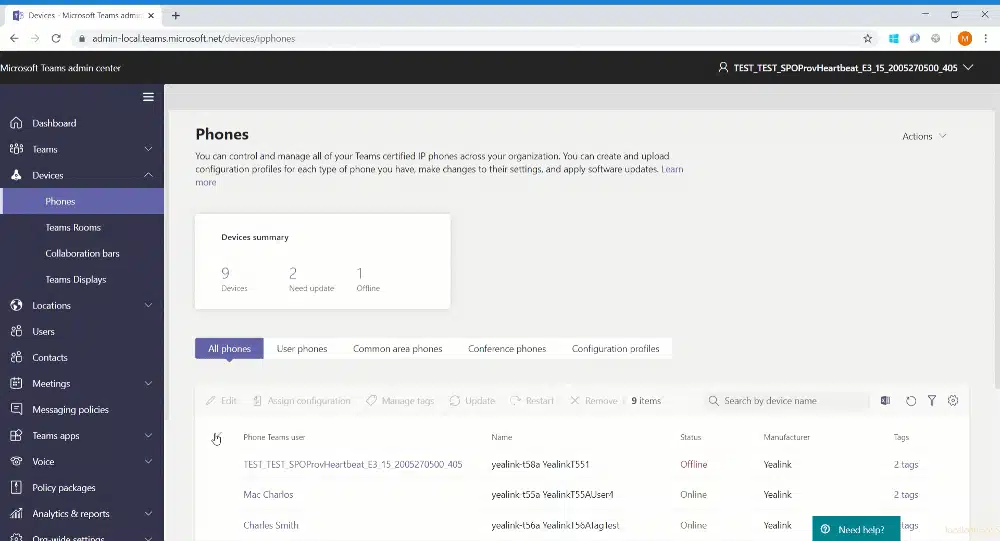 Devices - Microsoft Teams admin
admin-local.teams.microsoft.net/devices/ipphones
M
Microsoft Teams admin center
TEST_TEST_SPOProvHeartbeat_E3_15_2005270500_405
Dashboard
Teams
Devices
Phones
Teams Rooms
Collaboration bars
Teams Displays
Locations
Users
Contacts
Meetings
Messaging policies
Teams apps
Voice
Policy packages
Analytics & reports
Org-wide settings
Phones
Actions
You can control and manage all of your Teams certified IP phones across your organization. You can create and upload
configuration profiles for each type of phone you have, make changes to their settings, and apply software updates. Learn
more
Devices summary
9 2 1
Devices Need update Offline
All phones User phones Common area phones Conference phones Configuration profiles
Edit Assign configuration Manage tags Update Restart Remove 9 items Search by device name
Phone Teams user Name Status Manufacturer Tags
TEST_TEST_SPOProvHeartbeat_E3_15_2005270500_405 yealink-t58a YealinkT551 Offline Yealink 2 tags
Mac Charlos yealink-t55a YealinkT55AUser4 Online Yealink 2 tags
Charles Smith yealink-t56a YealinkT56ATagTest Online Yealink tags
Need help?